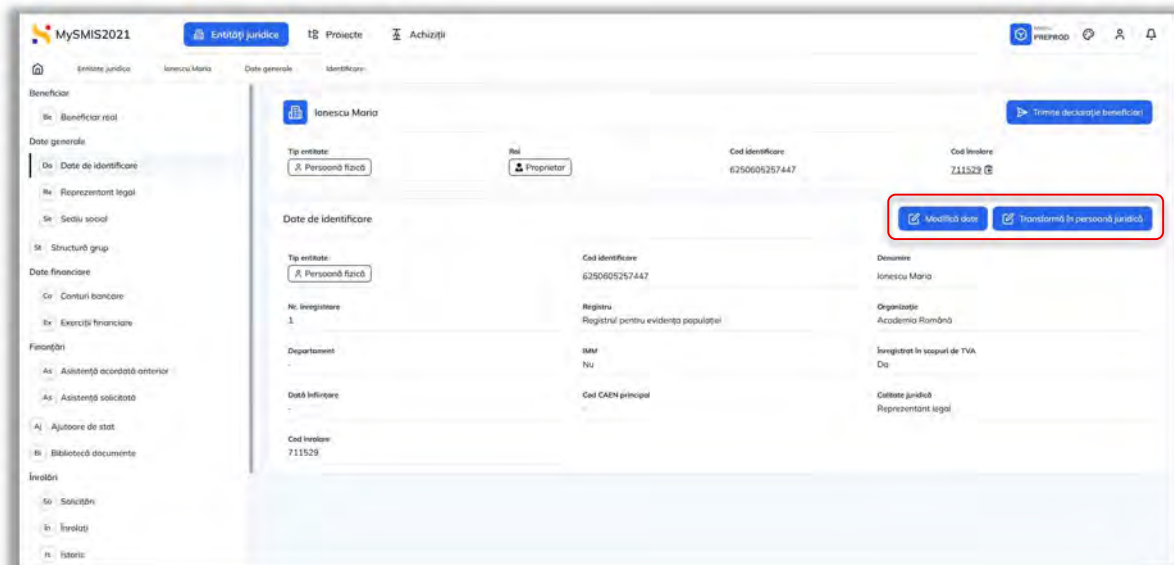 MySMIS2021 Entități juridice Proiecte Achiziții PREPROD
Entitate juridica Ionescu Maria Date generale Identificare
Beneficiar
Be Beneficiar real
Date generale
Da Date de identificare
Re Reprezentant legal
Se Sediu social
St Structură grup
Date financiare
Co Conturi bancare
Ex Exerciții financiare
Finanțări
As Asistență acordată anterior
As Asistență solicitată
Aj Ajutoare de stat
Bi Bibliotecă documente
Înrolări
So Solicitări
În Înrolați
Is Istoric
Ionescu Maria Trimite declarație beneficiari
Tip entitate Rol Cod identificare Cod înrolare
Persoană fizică Proprietar 6250605257447 711529
Date de identificare Modifică date Transformă în persoană juridică
Tip entitate Cod identificare Denumire
Persoană fizică 6250605257447 Ionescu Maria
Nr. înregistrare Registru Organizație
1 Registrul pentru evidența populației Academia Română
Departament IMM Înregistrat în scopuri de TVA
- Nu Da
Dată înființare Cod CAEN principal Calitate juridică
- - Reprezentant legal
Cod înrolare
711529